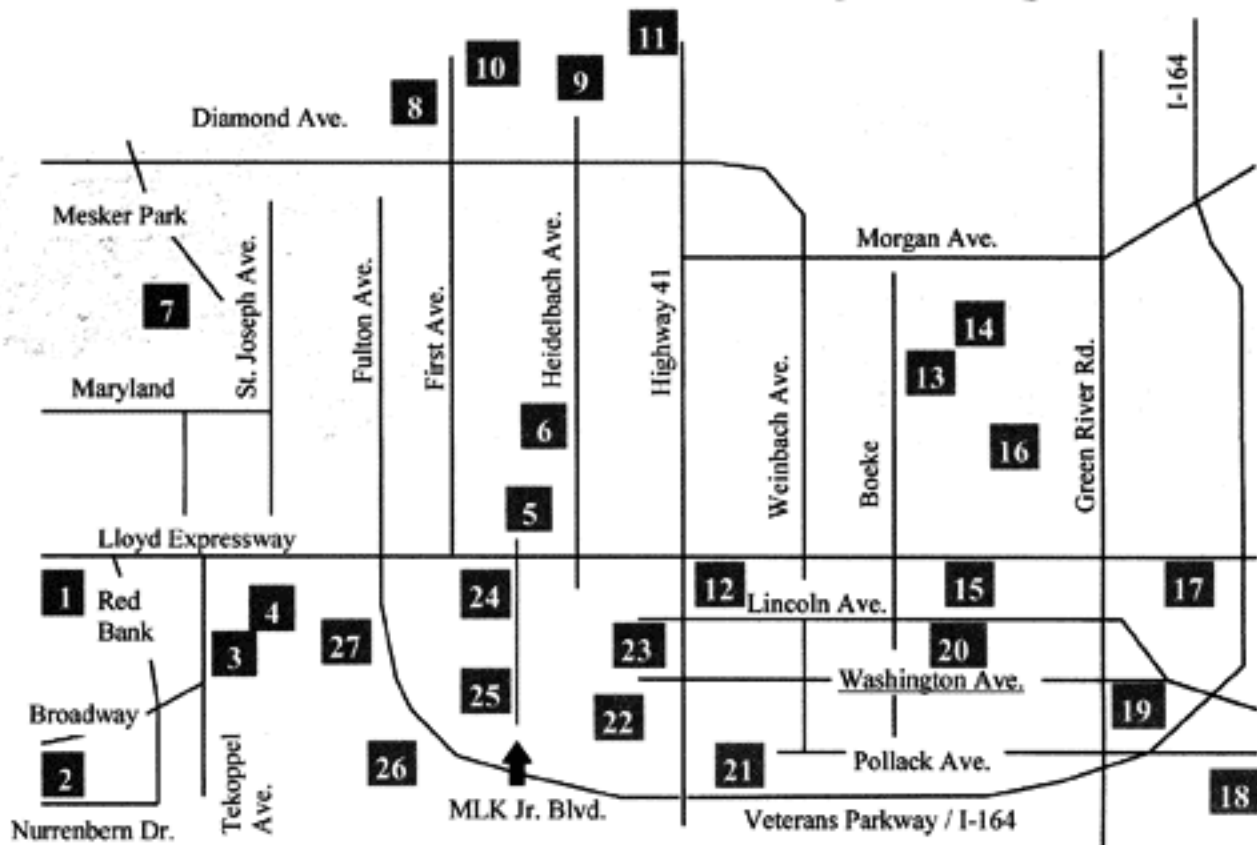 11
10
9
8
I-164
Diamond Ave.
Mesker Park
Morgan Ave.
7
St. Joseph Ave.
Fulton Ave.
First Ave.
Heidelbach Ave.
Highway 41
14
13
Maryland
6
Weinbach Ave.
Boeke
16
Green River Rd.
5
Lloyd Expressway
1
Red
Bank
4
24
12
Lincoln Ave.
15
17
3
27
23
20
25
Washington Ave.
Broadway
22
19
2
Tekoppel
Ave.
26
21
Pollack Ave.
18
Nurrenbern Dr.
MLK Jr. Blvd.
Veterans Parkway / I-164